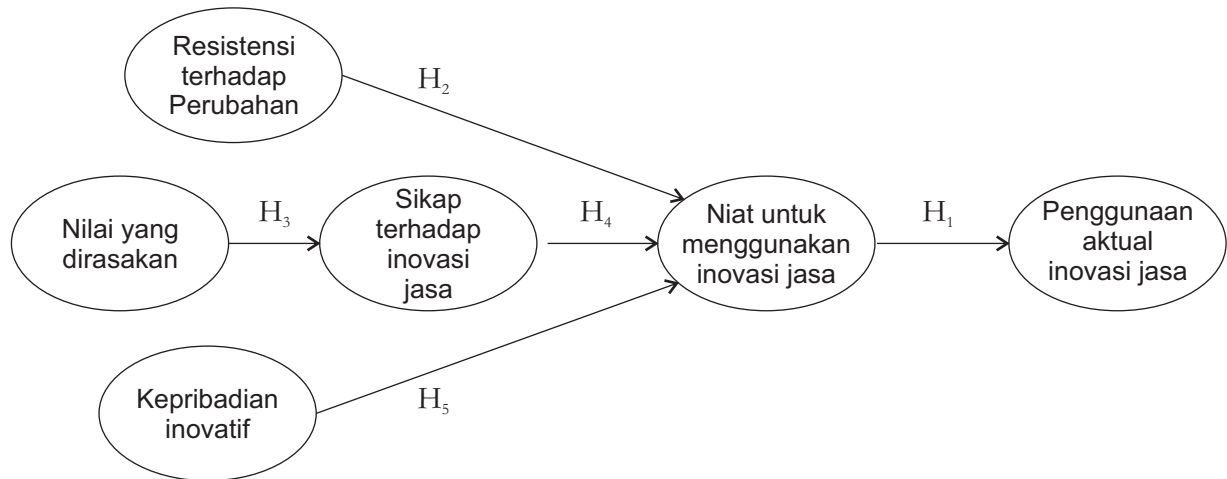 Resistensi
terhadap
Perubahan
H₂
Nilai yang
dirasakan
H₃
Sikap
terhadap
inovasi
jasa
H₄
Niat untuk
menggunakan
inovasi jasa
H₁
Penggunaan
aktual
inovasi jasa
Kepribadian
inovatif
H₅